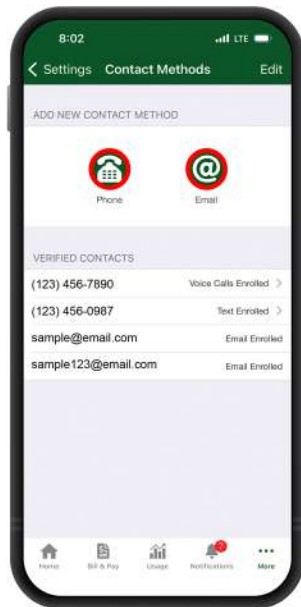 8:02 LTE
Settings Contact Methods Edit
ADD NEW CONTACT METHOD
@
Phone Email
VERIFIED CONTACTS
(123) 456-7890 Voice Calls Enrolled
(123) 456-0987 Text Enrolled
sample@email.com Email Enrolled
sample123@email.com Email Enrolled
Home Bill & Pay Usage Notifications More